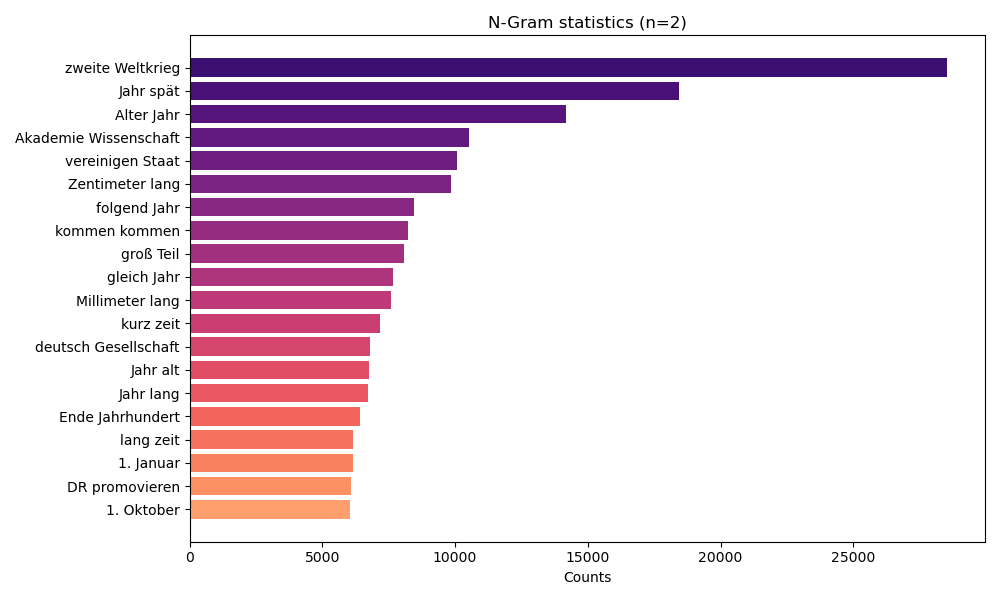 N-Gram statistics (n=2)
zweite Weltkrieg
Jahr spät
Alter Jahr
Akademie Wissenschaft
vereinigen Staat
Zentimeter lang
folgend Jahr
kommen kommen
groß Teil
gleich Jahr
Millimeter lang
kurz zeit
deutsch Gesellschaft
Jahr alt
Jahr lang
Ende Jahrhundert
lang zeit
1. Januar
DR promovieren
1. Oktober
0 5000 10000 15000 20000 25000
Counts